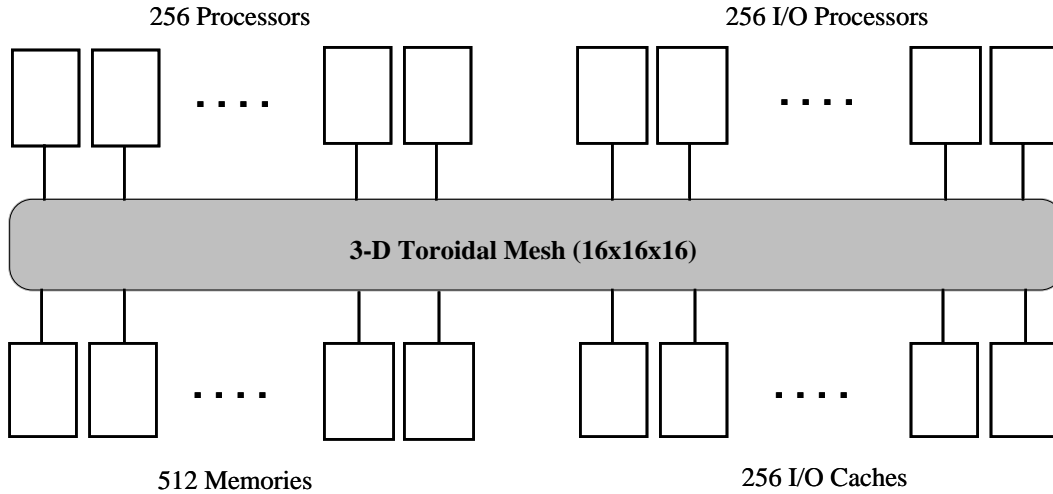 256 Processors
256 I/O Processors
3-D Toroidal Mesh (16x16x16)
512 Memories
256 I/O Caches